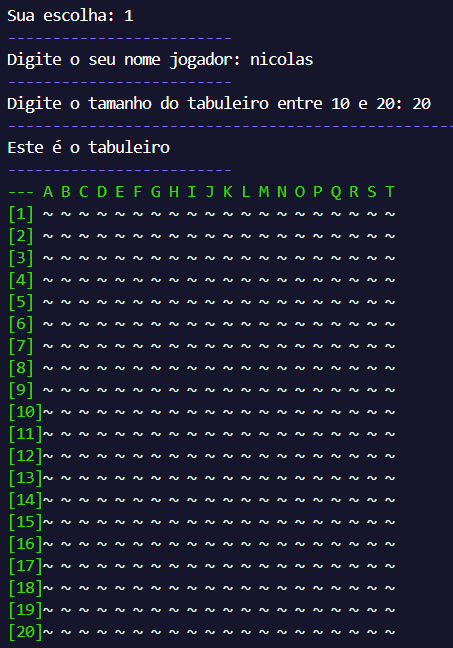 Sua escolha: 1
-------------------------
Digite o seu nome jogador: nicolas
-------------------------
Digite o tamanho do tabuleiro entre 10 e 20: 20
--------------------------------------------------
Este é o tabuleiro
-------------------------
--- A B C D E F G H I J K L M N O P Q R S T
[1] ~ ~ ~ ~ ~ ~ ~ ~ ~ ~ ~ ~ ~ ~ ~ ~ ~ ~ ~ ~
[2] ~ ~ ~ ~ ~ ~ ~ ~ ~ ~ ~ ~ ~ ~ ~ ~ ~ ~ ~ ~
[3] ~ ~ ~ ~ ~ ~ ~ ~ ~ ~ ~ ~ ~ ~ ~ ~ ~ ~ ~ ~
[4] ~ ~ ~ ~ ~ ~ ~ ~ ~ ~ ~ ~ ~ ~ ~ ~ ~ ~ ~ ~
[5] ~ ~ ~ ~ ~ ~ ~ ~ ~ ~ ~ ~ ~ ~ ~ ~ ~ ~ ~ ~
[6] ~ ~ ~ ~ ~ ~ ~ ~ ~ ~ ~ ~ ~ ~ ~ ~ ~ ~ ~ ~
[7] ~ ~ ~ ~ ~ ~ ~ ~ ~ ~ ~ ~ ~ ~ ~ ~ ~ ~ ~ ~
[8] ~ ~ ~ ~ ~ ~ ~ ~ ~ ~ ~ ~ ~ ~ ~ ~ ~ ~ ~ ~
[9] ~ ~ ~ ~ ~ ~ ~ ~ ~ ~ ~ ~ ~ ~ ~ ~ ~ ~ ~ ~
[10]~ ~ ~ ~ ~ ~ ~ ~ ~ ~ ~ ~ ~ ~ ~ ~ ~ ~ ~ ~
[11]~ ~ ~ ~ ~ ~ ~ ~ ~ ~ ~ ~ ~ ~ ~ ~ ~ ~ ~ ~
[12]~ ~ ~ ~ ~ ~ ~ ~ ~ ~ ~ ~ ~ ~ ~ ~ ~ ~ ~ ~
[13]~ ~ ~ ~ ~ ~ ~ ~ ~ ~ ~ ~ ~ ~ ~ ~ ~ ~ ~ ~
[14]~ ~ ~ ~ ~ ~ ~ ~ ~ ~ ~ ~ ~ ~ ~ ~ ~ ~ ~ ~
[15]~ ~ ~ ~ ~ ~ ~ ~ ~ ~ ~ ~ ~ ~ ~ ~ ~ ~ ~ ~
[16]~ ~ ~ ~ ~ ~ ~ ~ ~ ~ ~ ~ ~ ~ ~ ~ ~ ~ ~ ~
[17]~ ~ ~ ~ ~ ~ ~ ~ ~ ~ ~ ~ ~ ~ ~ ~ ~ ~ ~ ~
[18]~ ~ ~ ~ ~ ~ ~ ~ ~ ~ ~ ~ ~ ~ ~ ~ ~ ~ ~ ~
[19]~ ~ ~ ~ ~ ~ ~ ~ ~ ~ ~ ~ ~ ~ ~ ~ ~ ~ ~ ~
[20]~ ~ ~ ~ ~ ~ ~ ~ ~ ~ ~ ~ ~ ~ ~ ~ ~ ~ ~ ~